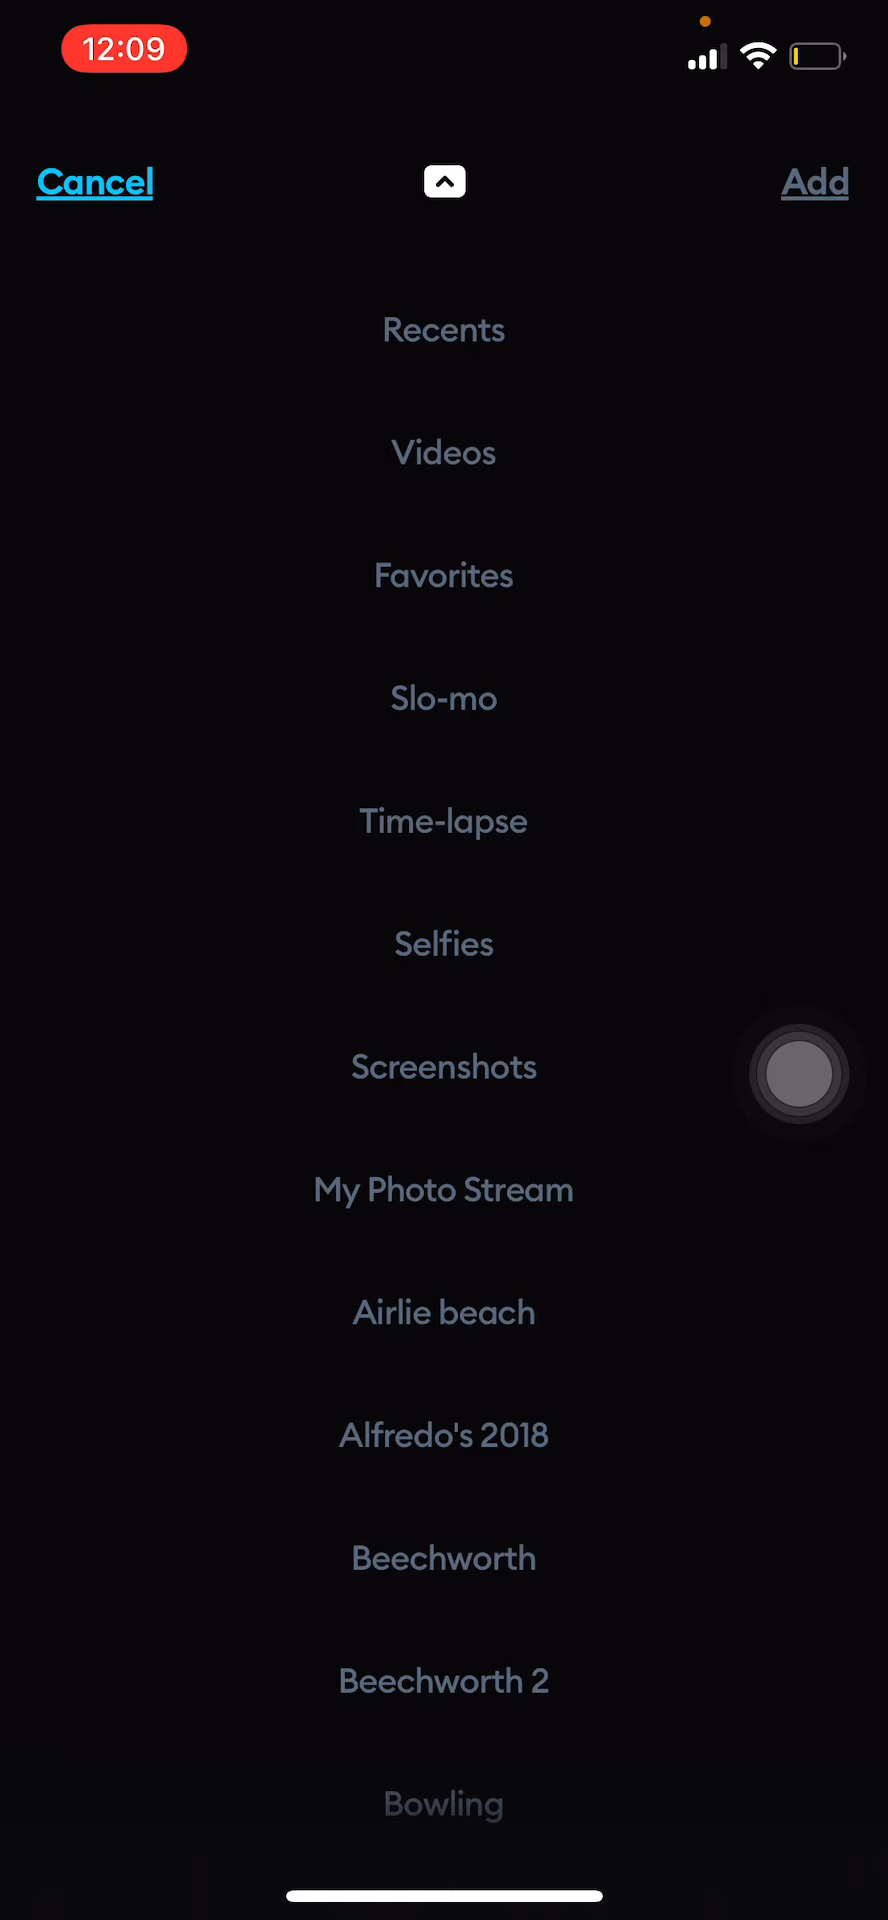 12:09
Cancel
Add
Recents
Videos
Favorites
Slo-mo
Time-lapse
Selfies
Screenshots
My Photo Stream
Airlie beach
Alfredo's 2018
Beechworth
Beechworth 2
Bowling